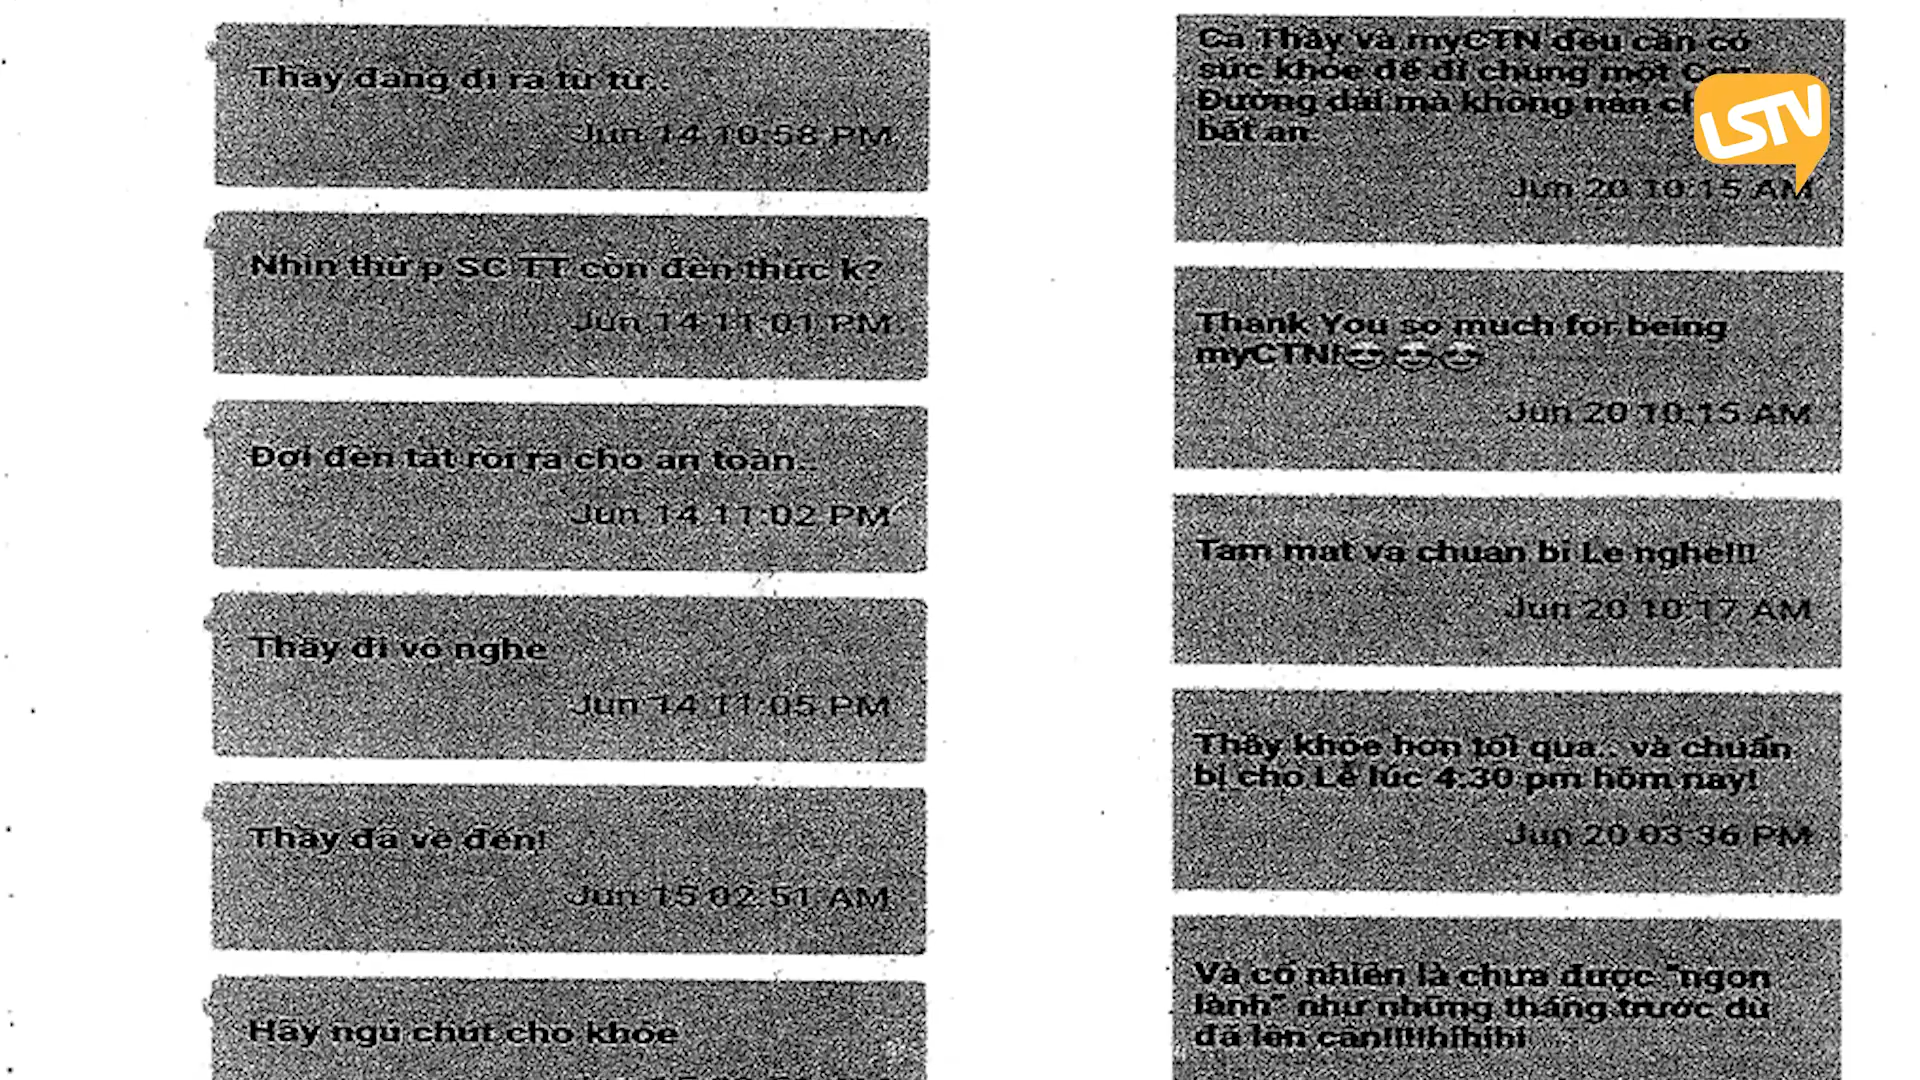 Thầy đang đi ra từ từ..
Jun 14 10:58 PM
Nhìn thử p SC TT còn đèn thức k?
Jun 14 11:01 PM
Đợi đèn tắt rồi ra cho an toàn..
Jun 14 11:02 PM
Thầy đi vô nghe
Jun 14 11:05 PM
Thầy đã về đến!
Jun 15 02:51 AM
Hãy ngủ chút cho khỏe
Cả Thầy và myCTN đều cần có
sức khỏe để đi chung một
Đường dài mà không nản
bất an
Jun 20 10:15 AM
Thank You so much for being
myCTN!😊😊😊
Jun 20 10:15 AM
Tam mat va chuan bi Le nghe!!!
Jun 20 10:17 AM
Thầy khỏe hơn tối qua.. và chuẩn
bị cho Lễ lúc 4:30 pm hôm nay!
Jun 20 03:36 PM
Và cố nhiên là chưa được "ngon
lành" như những tháng trước dù
đã lên cân!!!!!hihihi
LSTV